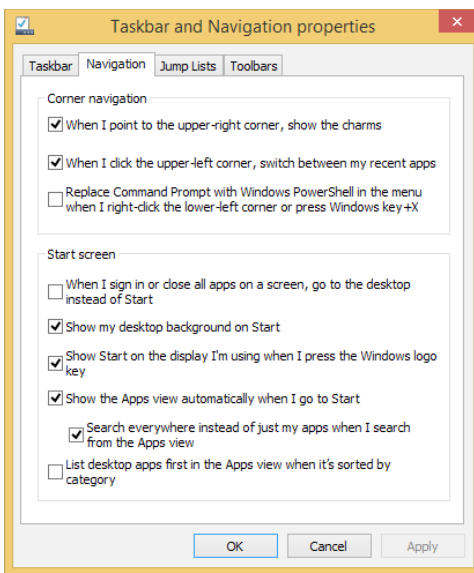 Taskbar and Navigation properties
Taskbar
Navigation
Jump Lists
Toolbars
Corner navigation
When I point to the upper-right corner, show the charms
When I click the upper-left corner, switch between my recent apps
Replace Command Prompt with Windows PowerShell in the menu
when I right-click the lower-left corner or press Windows key+X
Start screen
When I sign in or close all apps on a screen, go to the desktop
instead of Start
Show my desktop background on Start
Show Start on the display I'm using when I press the Windows logo
key
Show the Apps view automatically when I go to Start
Search everywhere instead of just my apps when I search
from the Apps view
List desktop apps first in the Apps view when it's sorted by
category
OK
Cancel
Apply